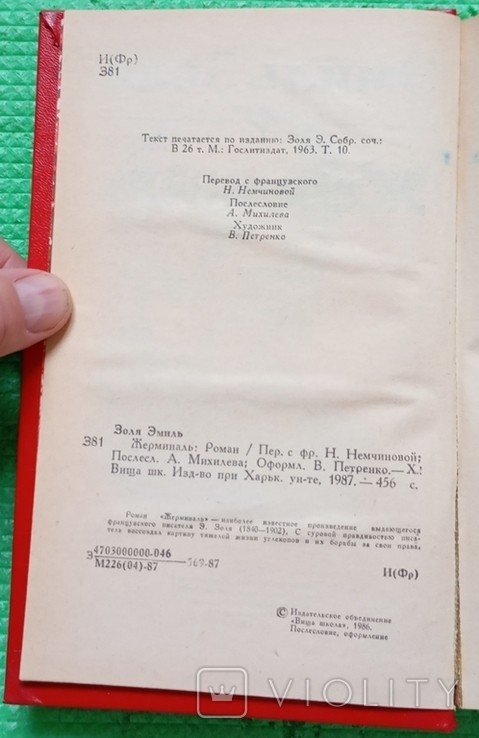 И(Фр)
З81
Текст печатается по изданию: Золя Э. Собр. соч.:
В 26 т. М.: Гослитиздат, 1963. Т. 10.
Перевод с французского
Н. Немчиновой
Послесловие
А. Михилева
Художник
В. Петренко
Золя Эмиль
З81 Жерминаль: Роман / Пер. с фр. Н. Немчиновой;
Послесл. А. Михилева; Оформл. В. Петренко.— Х.:
Вища шк. Изд-во при Харьк. ун-те, 1987.— 456 с.
Роман «Жерминаль» — наиболее известное произведение выдающегося
французского писателя Э. Золя (1840—1902). С суровой правдивостью писа-
тель воссоздал картину тяжелой жизни углекопов и их борьбы за свои права.
З 4703000000-046
М226(04)-87 569-87
И(Фр)
© Издательское объединение
«Вища школа», 1986.
Послесловие, оформление
VIOLITY